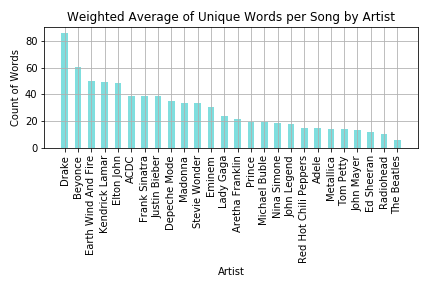 Weighted Average of Unique Words per Song by Artist
Count of Words
80
60
40
20
0
Drake
Beyonce
Earth Wind And Fire
Kendrick Lamar
Elton John
ACDC
Frank Sinatra
Justin Bieber
Depeche Mode
Madonna
Stevie Wonder
Eminem
Lady Gaga
Aretha Franklin
Prince
Michael Buble
Nina Simone
John Legend
Red Hot Chili Peppers
Adele
Metallica
Tom Petty
John Mayer
Ed Sheeran
Radiohead
The Beatles
Artist